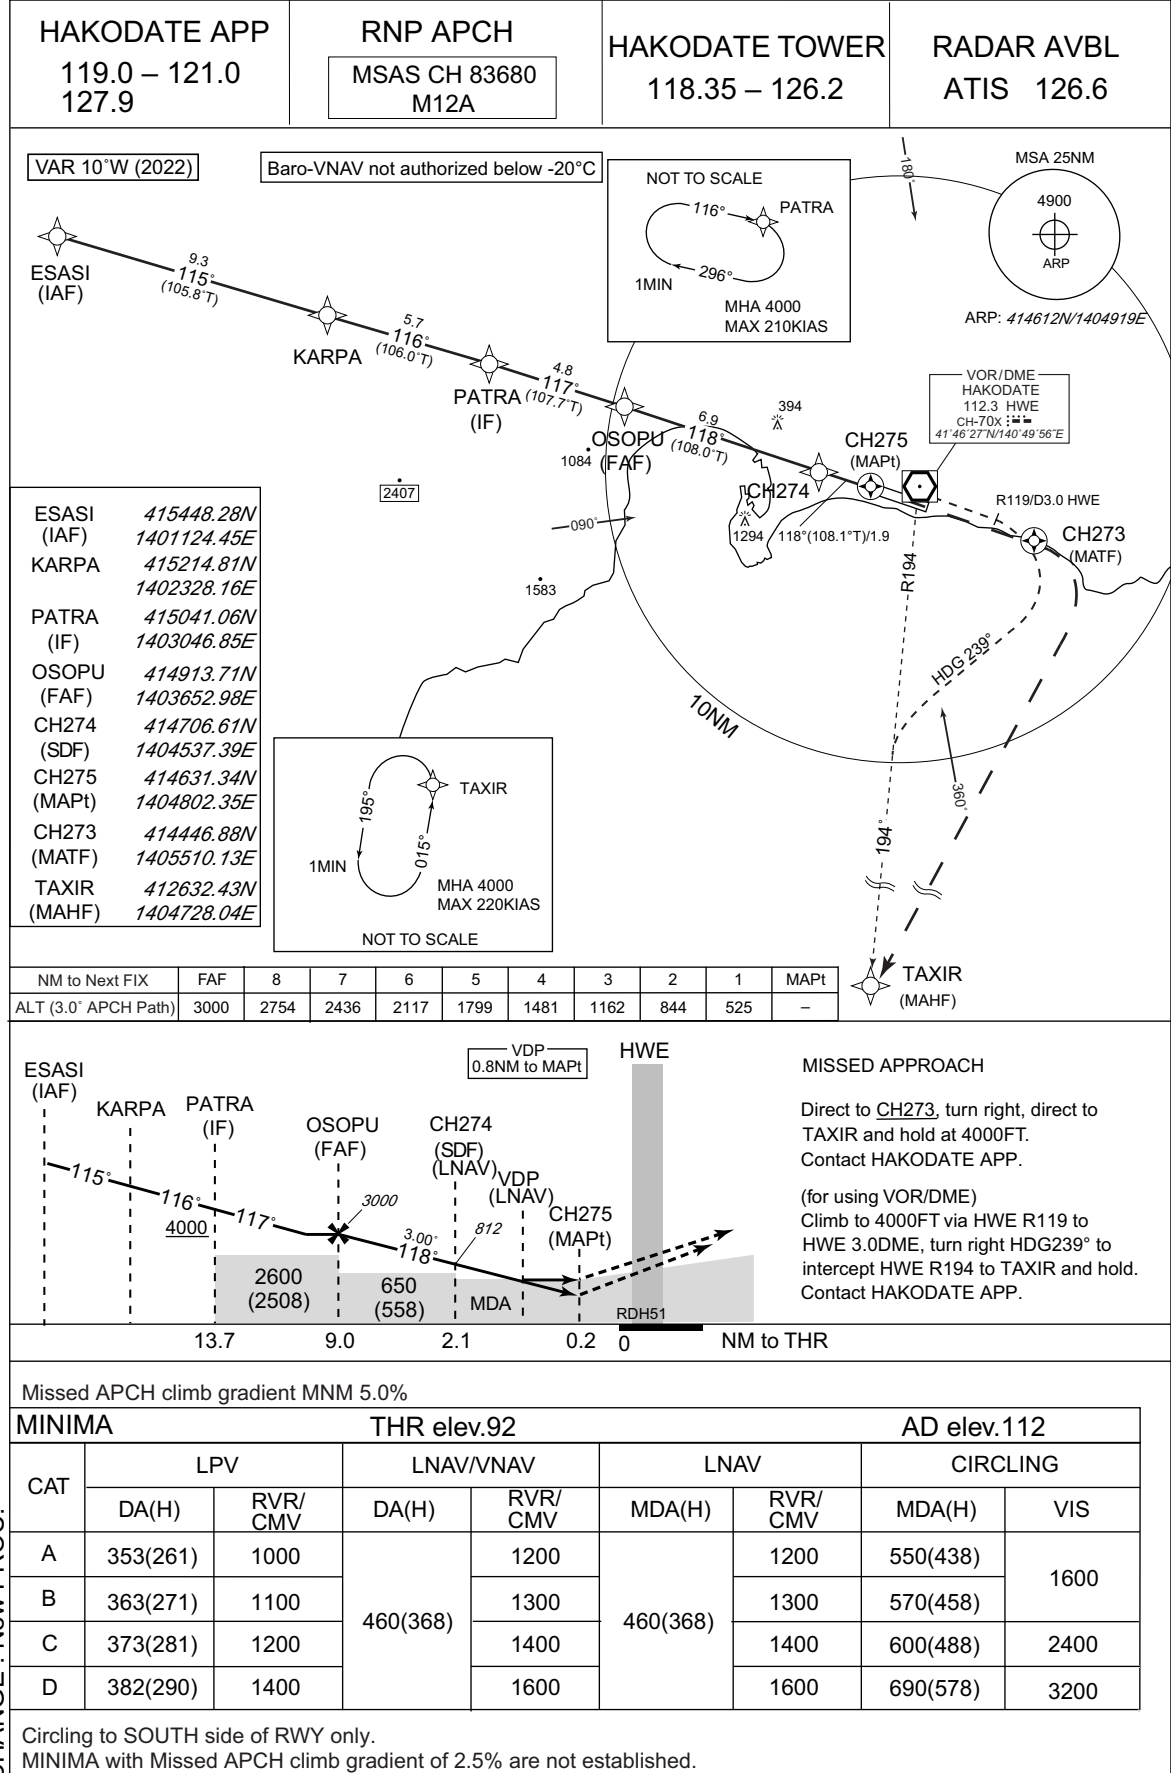 HAKODATE APP
119.0 – 121.0
127.9
RNP APCH
MSAS CH 83680
M12A
HAKODATE TOWER
118.35 – 126.2
RADAR AVBL
ATIS 126.6
VAR 10˚W (2022)
Baro-VNAV not authorized below -20°C
NOT TO SCALE
116°
PATRA
296°
1MIN
MHA 4000
MAX 210KIAS
180˚
MSA 25NM
4900
ARP
ARP: 414612N/1404919E
ESASI
(IAF)
9.3
115˚
(105.8˚T)
KARPA
5.7
116˚
(106.0˚T)
PATRA
(IF)
4.8
117˚
(107.7˚T)
OSOPU
(FAF)
6.9
118˚
(108.0˚T)
394
VOR/DME
HAKODATE
112.3 HWE
CH-70X
41˚46´27˝N/140˚49´56˝E
CH275
(MAPt)
CH274
1084
2407
090˚
1294
118°(108.1°T)/1.9
R119/D3.0 HWE
CH273
(MATF)
1583
R194
HDG 239°
10NM
360˚
194˚
ESASI 415448.28N
(IAF) 1401124.45E
KARPA 415214.81N
1402328.16E
PATRA 415041.06N
(IF) 1403046.85E
OSOPU 414913.71N
(FAF) 1403652.98E
CH274 414706.61N
(SDF) 1404537.39E
CH275 414631.34N
(MAPt) 1404802.35E
CH273 414446.88N
(MATF) 1405510.13E
TAXIR 412632.43N
(MAHF) 1404728.04E
TAXIR
195°
015°
1MIN
MHA 4000
MAX 220KIAS
NOT TO SCALE
TAXIR
(MAHF)
NM to Next FIX FAF 8 7 6 5 4 3 2 1 MAPt
ALT (3.0˚ APCH Path) 3000 2754 2436 2117 1799 1481 1162 844 525 –
ESASI
(IAF)
KARPA
PATRA
(IF)
OSOPU
(FAF)
CH274
(SDF)
(LNAV)
VDP
(LNAV)
CH275
(MAPt)
VDP
0.8NM to MAPt
HWE
115˚
116˚
4000
117˚
3000
3.00˚
118˚
812
2600
(2508)
650
(558)
MDA
RDH51
13.7 9.0 2.1 0.2 0 NM to THR
MISSED APPROACH
Direct to CH273, turn right, direct to
TAXIR and hold at 4000FT.
Contact HAKODATE APP.
(for using VOR/DME)
Climb to 4000FT via HWE R119 to
HWE 3.0DME, turn right HDG239° to
intercept HWE R194 to TAXIR and hold.
Contact HAKODATE APP.
Missed APCH climb gradient MNM 5.0%
MINIMA THR elev.92 AD elev.112
CAT LPV LNAV/VNAV LNAV CIRCLING
DA(H) RVR/CMV DA(H) RVR/CMV MDA(H) RVR/CMV MDA(H) VIS
A 353(261) 1000 460(368) 1200 460(368) 1200 550(438) 1600
B 363(271) 1100 1300 1300 570(458)
C 373(281) 1200 1400 1400 600(488) 2400
D 382(290) 1400 1600 1600 690(578) 3200
Circling to SOUTH side of RWY only.
MINIMA with Missed APCH climb gradient of 2.5% are not established.